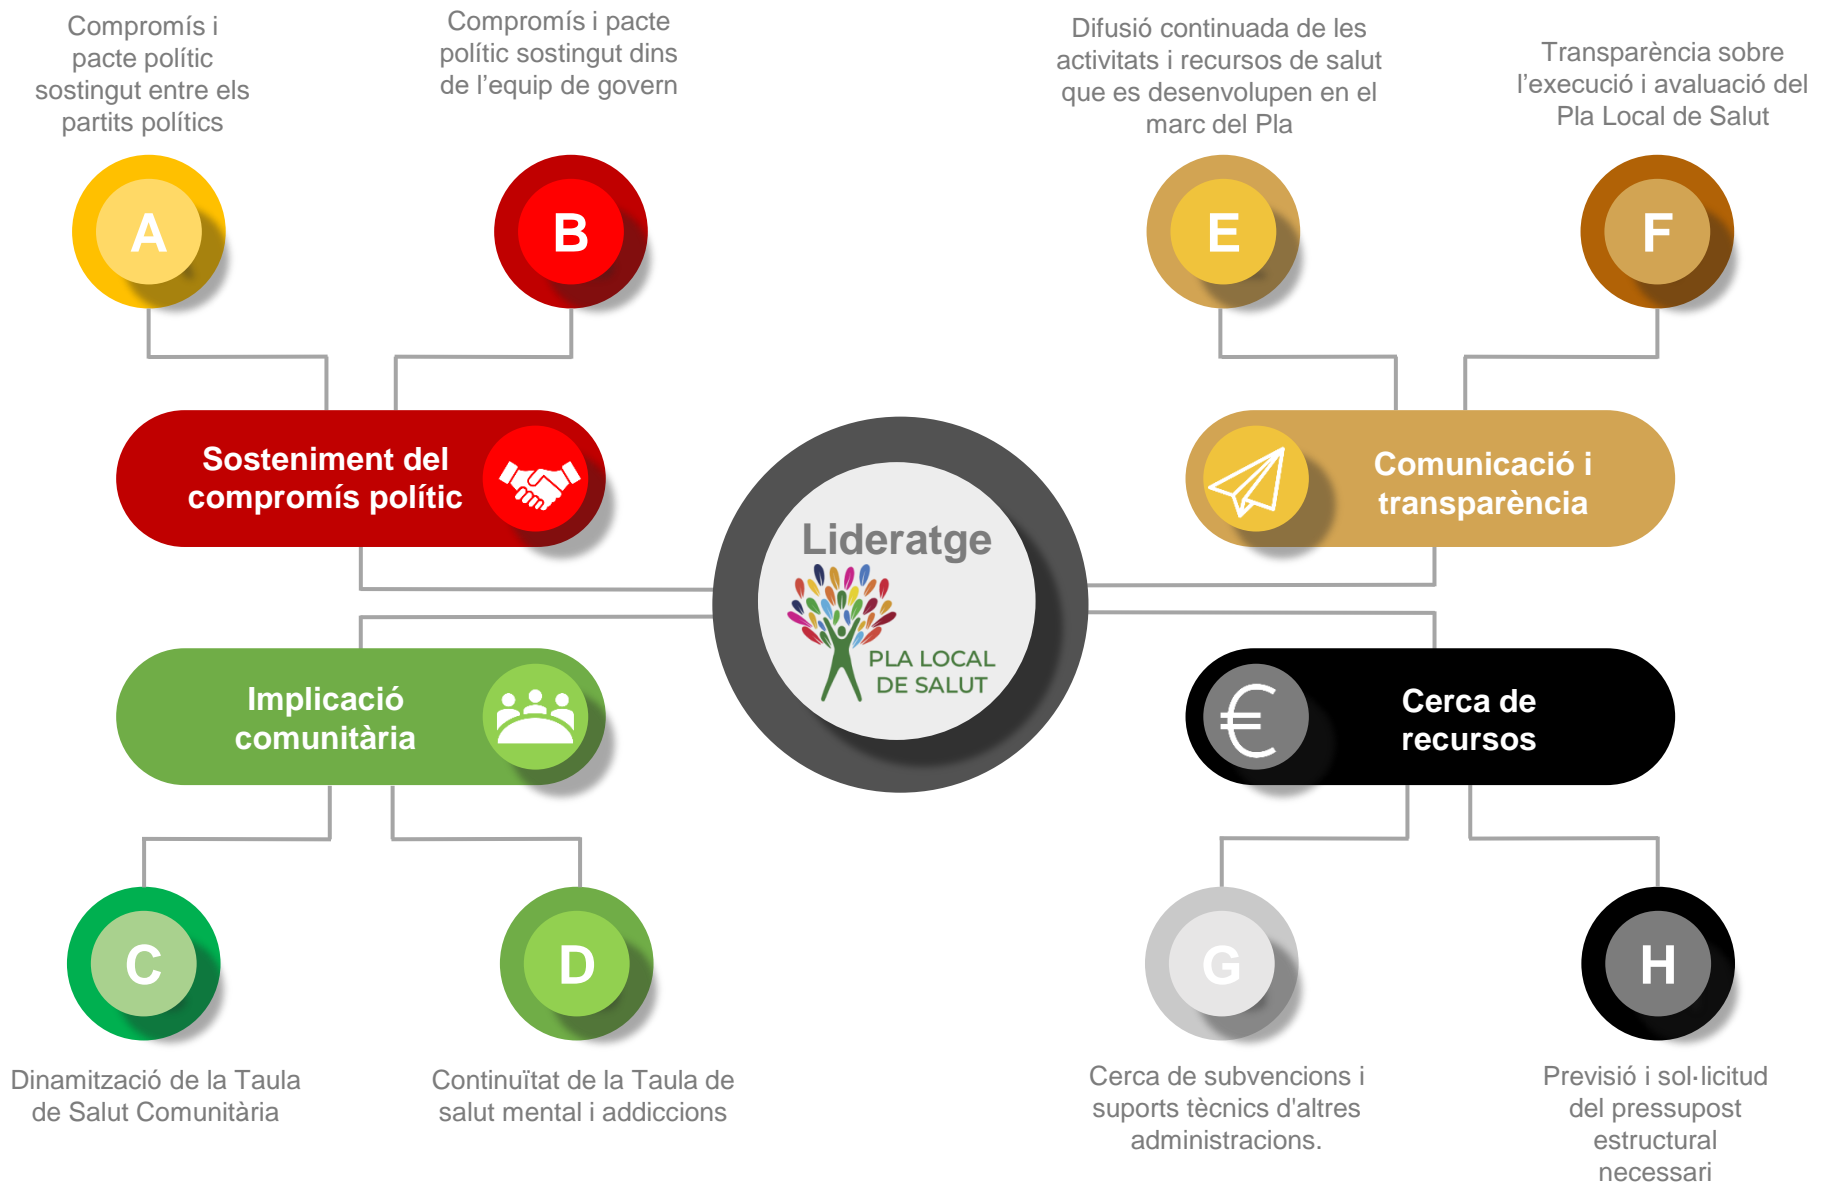 Compromís i
pacte polític
sostingut entre els
partits polítics
A
Compromís i pacte
polític sostingut dins
de l'equip de govern
B
Sosteniment del
compromís polític
Difusió continuada de les
activitats i recursos de salut
que es desenvolupen en el
marc del Pla
E
Transparència sobre
l'execució i avaluació del
Pla Local de Salut
F
Comunicació i
transparència
Lideratge
PLA LOCAL
DE SALUT
Implicació
comunitària
C
Dinamització de la Taula
de Salut Comunitària
D
Continuïtat de la Taula de
salut mental i addiccions
€
Cerca de
recursos
G
Cerca de subvencions i
suports tècnics d'altres
administracions.
H
Previsió i sol·licitud
del pressupost
estructural
necessari